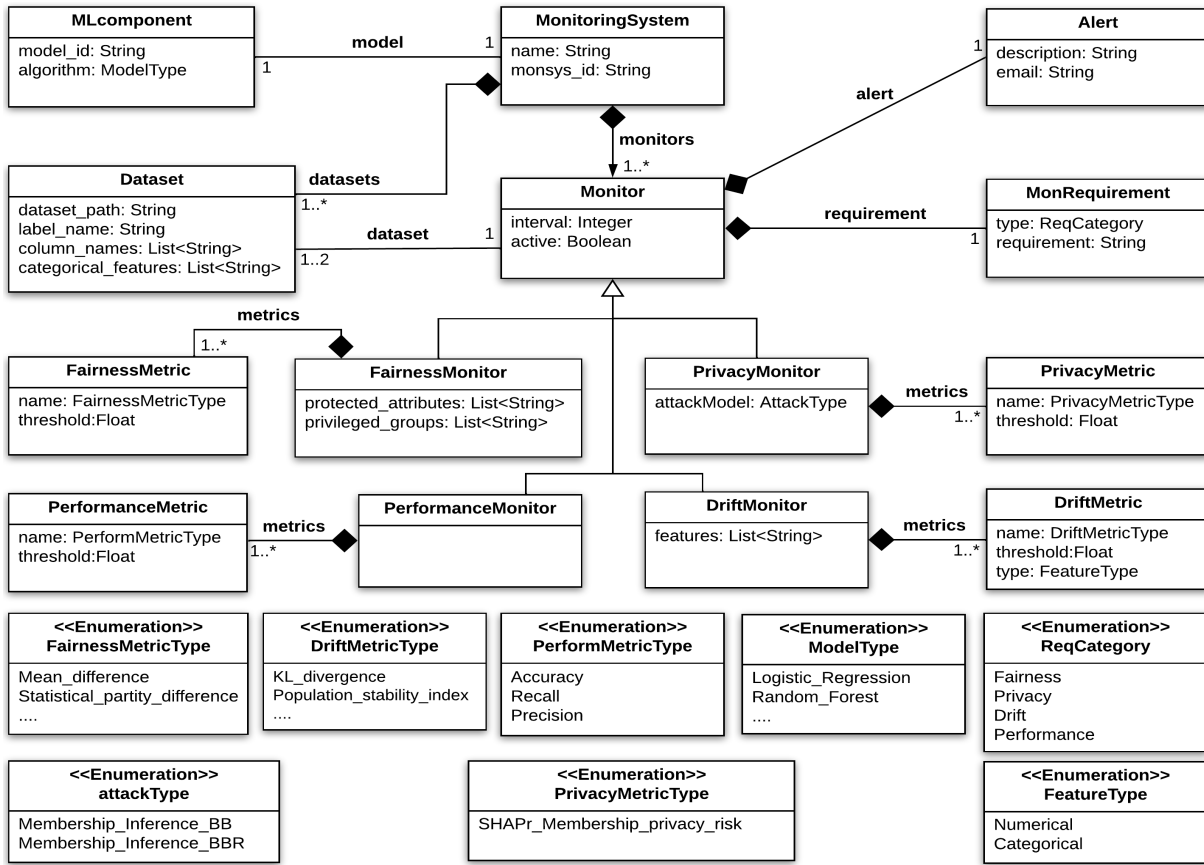 MLcomponent
model_id: String
algorithm: ModelType
model
1
1
MonitoringSystem
name: String
monsys_id: String
Alert
description: String
email: String
1
alert
monitors
1..*
Dataset
dataset_path: String
label_name: String
column_names: List<String>
categorical_features: List<String>
datasets
1..*
dataset
1..2
1
Monitor
interval: Integer
active: Boolean
requirement
1
MonRequirement
type: ReqCategory
requirement: String
metrics
1..*
FairnessMetric
name: FairnessMetricType
threshold:Float
FairnessMonitor
protected_attributes: List<String>
privileged_groups: List<String>
PrivacyMonitor
attackModel: AttackType
metrics
1..*
PrivacyMetric
name: PrivacyMetricType
threshold: Float
PerformanceMetric
name: PerformMetricType
threshold:Float
metrics
1..*
PerformanceMonitor
DriftMonitor
features: List<String>
metrics
1..*
DriftMetric
name: DriftMetricType
threshold:Float
type: FeatureType
<<Enumeration>>
FairnessMetricType
Mean_difference
Statistical_partity_difference
....
<<Enumeration>>
DriftMetricType
KL_divergence
Population_stability_index
....
<<Enumeration>>
PerformMetricType
Accuracy
Recall
Precision
<<Enumeration>>
ModelType
Logistic_Regression
Random_Forest
....
<<Enumeration>>
ReqCategory
Fairness
Privacy
Drift
Performance
<<Enumeration>>
attackType
Membership_Inference_BB
Membership_Inference_BBR
<<Enumeration>>
PrivacyMetricType
SHAPr_Membership_privacy_risk
<<Enumeration>>
FeatureType
Numerical
Categorical